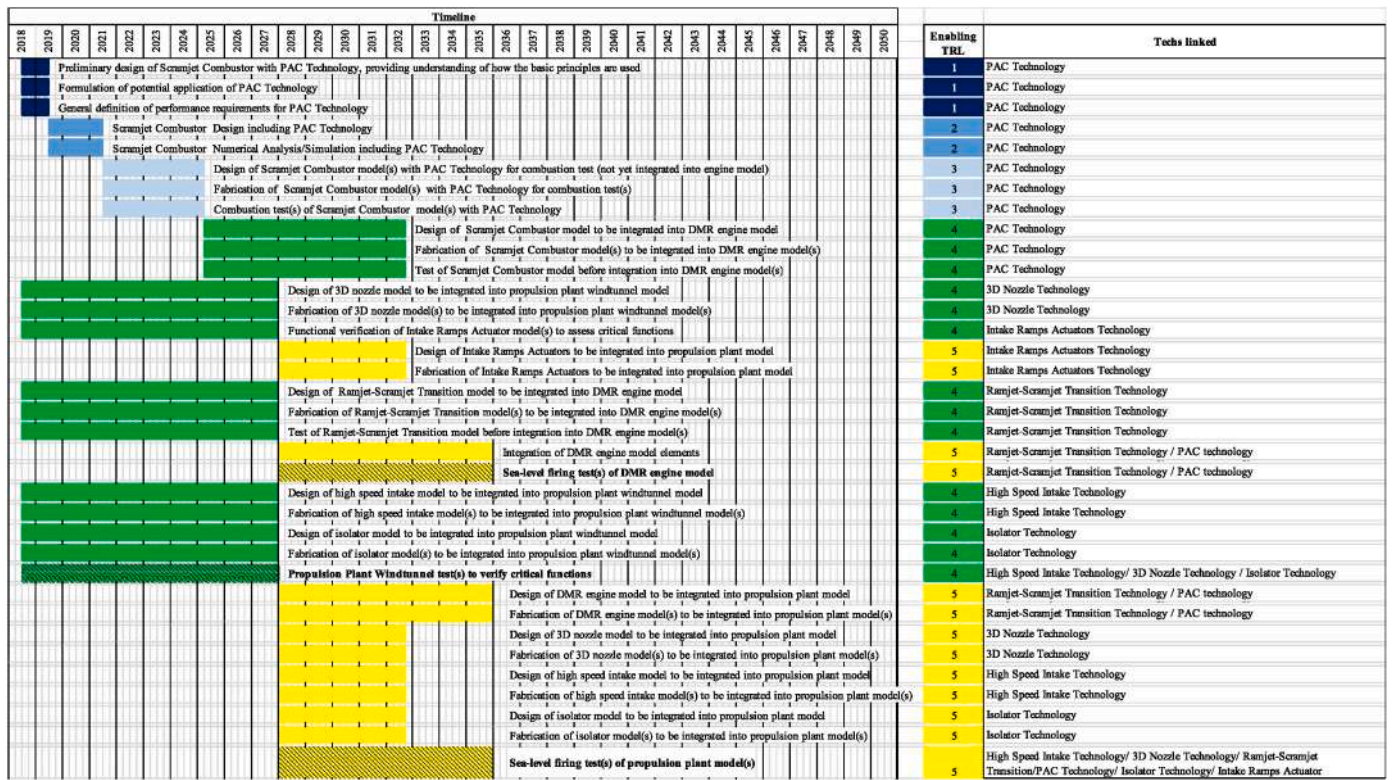 Timeline
2018 2019 2020 2021 2022 2023 2024 2025 2026 2027 2028 2029 2030 2031 2032 2033 2034 2035 2036 2037 2038 2039 2040 2041 2042 2043 2044 2045 2046 2047 2048 2049 2050 Enabling TRL Techs linked
Preliminary design of Scramjet Combustor with PAC Technology, providing understanding of how the basic principles are used 1 PAC Technology
Formulation of potential application of PAC Technology 1 PAC Technology
General definition of performance requirements for PAC Technology 1 PAC Technology
Scramjet Combustor Design including PAC Technology 2 PAC Technology
Scramjet Combustor Numerical Analysis/Simulation including PAC Technology 2 PAC Technology
Design of Scramjet Combustor model(s) with PAC Technology for combustion test (not yet integrated into engine model) 3 PAC Technology
Fabrication of Scramjet Combustor model(s) with PAC Technology for combustion test(s) 3 PAC Technology
Combustion test(s) of Scramjet Combustor model(s) with PAC Technology 3 PAC Technology
Design of Scramjet Combustor model to be integrated into DMR engine model 4 PAC Technology
Fabrication of Scramjet Combustor model(s) to be integrated into DMR engine model(s) 4 PAC Technology
Test of Scramjet Combustor model before integration into DMR engine model(s) 4 PAC Technology
Design of 3D nozzle model to be integrated into propulsion plant windtunnel model 4 3D Nozzle Technology
Fabrication of 3D nozzle model(s) to be integrated into propulsion plant windtunnel model(s) 4 3D Nozzle Technology
Functional verification of Intake Ramps Actuator model(s) to assess critical functions 4 Intake Ramps Actuators Technology
Design of Intake Ramps Actuators to be integrated into propulsion plant model 5 Intake Ramps Actuators Technology
Fabrication of Intake Ramps Actuators to be integrated into propulsion plant model 5 Intake Ramps Actuators Technology
Design of Ramjet-Scramjet Transition model to be integrated into DMR engine model 4 Ramjet-Scramjet Transition Technology
Fabrication of Ramjet-Scramjet Transition model(s) to be integrated into DMR engine model(s) 4 Ramjet-Scramjet Transition Technology
Test of Ramjet-Scramjet Transition model before integration into DMR engine model(s) 4 Ramjet-Scramjet Transition Technology
Integration of DMR engine model elements 5 Ramjet-Scramjet Transition Technology / PAC technology
Sea-level firing test(s) of DMR engine model 5 Ramjet-Scramjet Transition Technology / PAC technology
Design of high speed intake model to be integrated into propulsion plant windtunnel model 4 High Speed Intake Technology
Fabrication of high speed intake model(s) to be integrated into propulsion plant windtunnel model(s) 4 High Speed Intake Technology
Design of isolator model to be integrated into propulsion plant windtunnel model 4 Isolator Technology
Fabrication of isolator model(s) to be integrated into propulsion plant windtunnel model(s) 4 Isolator Technology
Propulsion Plant Windtunnel test(s) to verify critical functions 4 High Speed Intake Technology/ 3D Nozzle Technology / Isolator Technology
Design of DMR engine model to be integrated into propulsion plant model 5 Ramjet-Scramjet Transition Technology / PAC technology
Fabrication of DMR engine model(s) to be integrated into propulsion plant model(s) 5 Ramjet-Scramjet Transition Technology / PAC technology
Design of 3D nozzle model to be integrated into propulsion plant model 5 3D Nozzle Technology
Fabrication of 3D nozzle model(s) to be integrated into propulsion plant model(s) 5 3D Nozzle Technology
Design of high speed intake model to be integrated into propulsion plant model 5 High Speed Intake Technology
Fabrication of high speed intake model(s) to be integrated into propulsion plant model(s) 5 High Speed Intake Technology
Design of isolator model to be integrated into propulsion plant model 5 Isolator Technology
Fabrication of isolator model(s) to be integrated into propulsion plant model(s) 5 Isolator Technology
Sea-level firing test(s) of propulsion plant model(s) 5 High Speed Intake Technology/ 3D Nozzle Technology/ Ramjet-Scramjet
Transition/PAC Technology/ Isolator Technology/ Intake Ramps Actuator